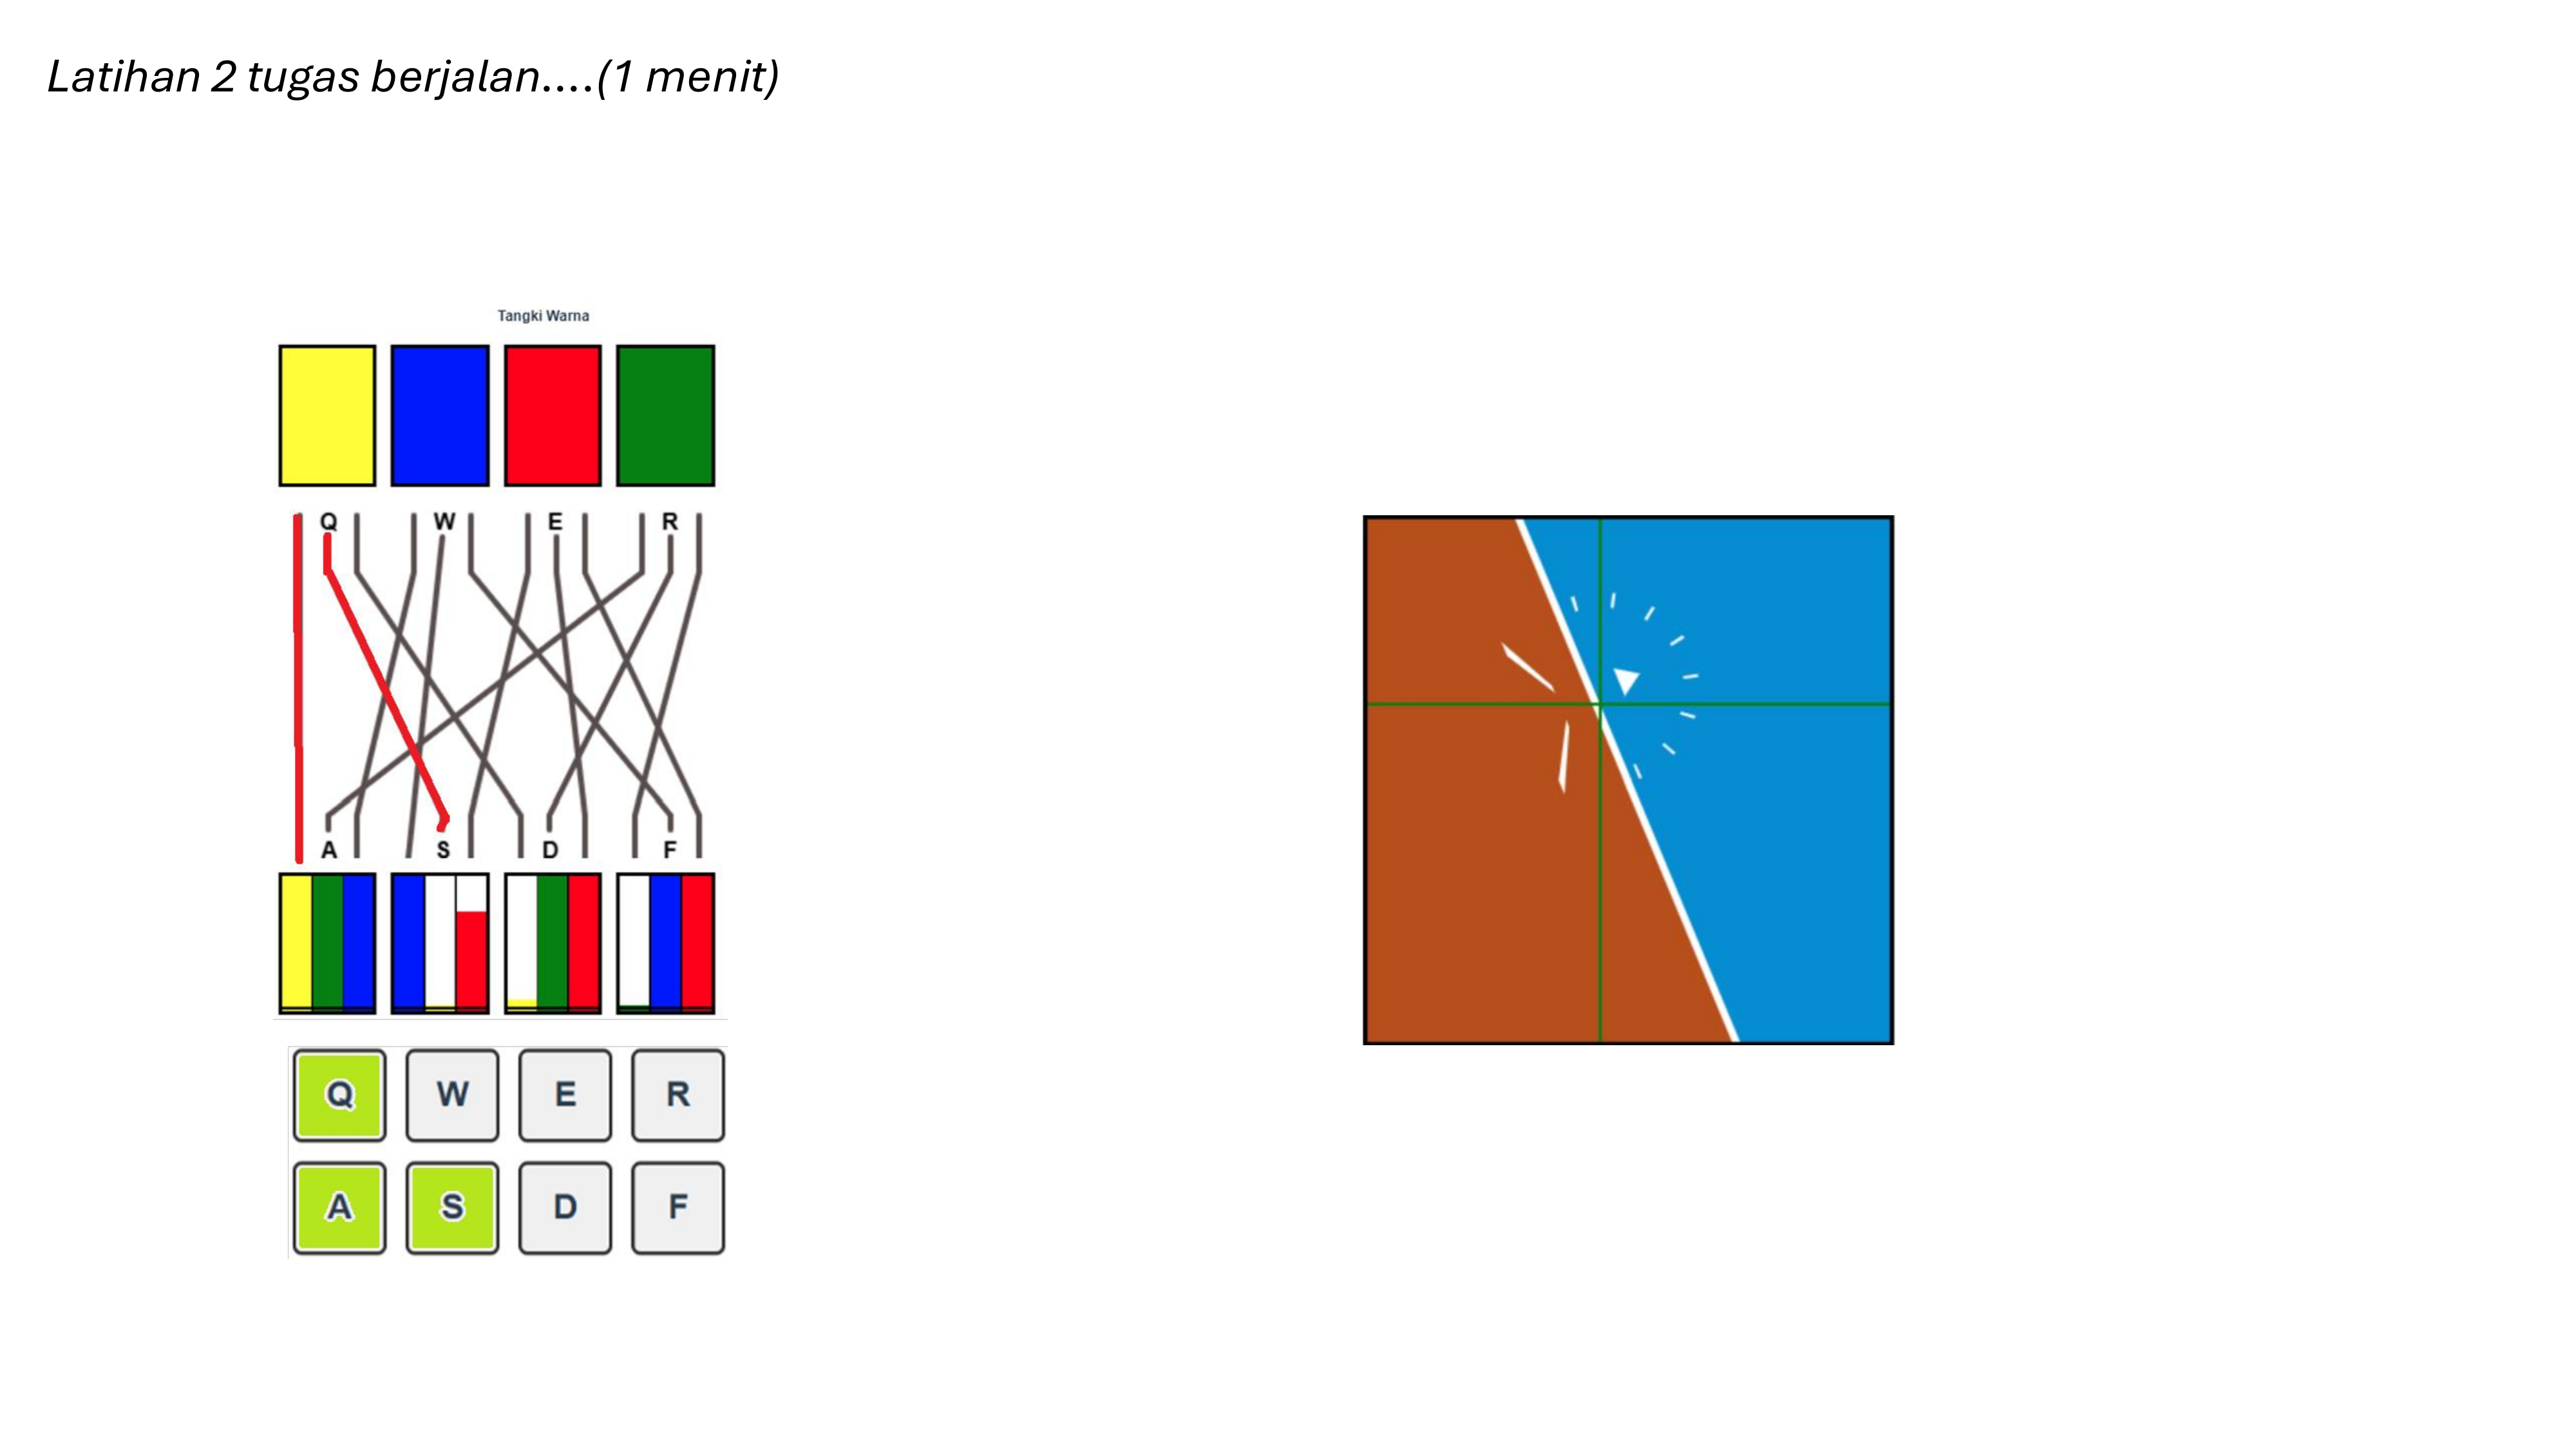 Latihan 2 tugas berjalan....(1 menit)
Tangki Warna
Q W E R
A S D F
Q W E R
A S D F